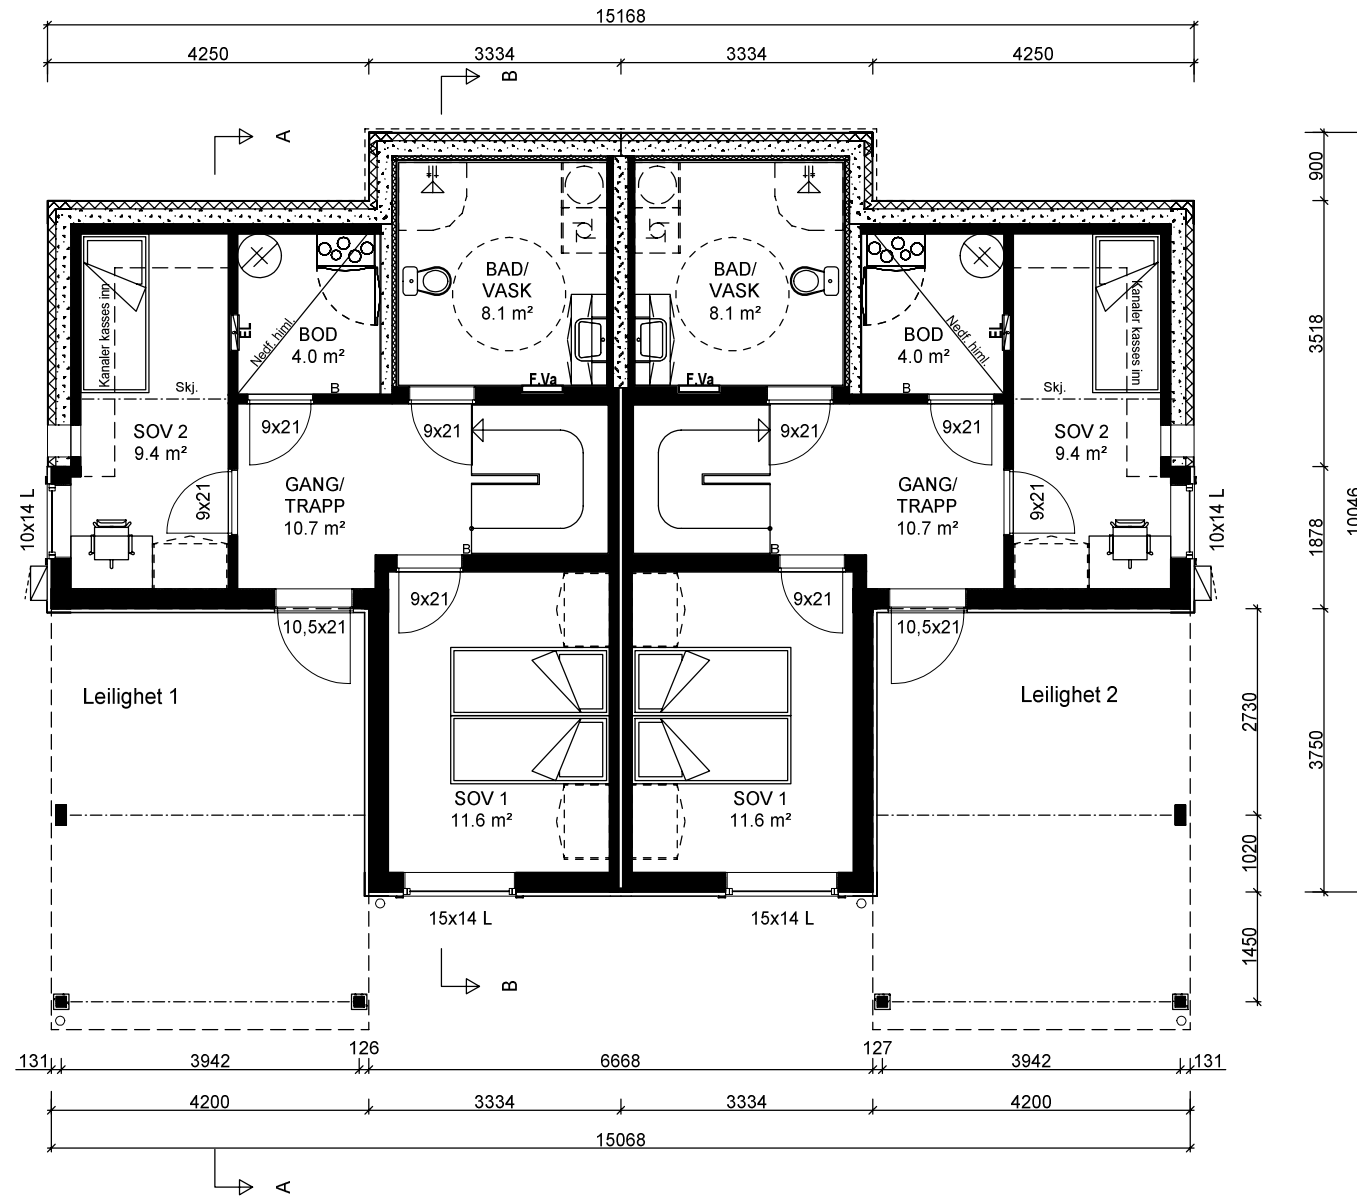 15168
4250 3334 3334 4250
B
A
900
BAD/
VASK
8.1 m²
BAD/
VASK
8.1 m²
Kanaler kasses inn
EL
Nedf. himl.
BOD
4.0 m²
BOD
4.0 m²
Nedf. himl.
EL
Kanaler kasses inn
3518
F.Va
F.Va
Skj.
B
B
Skj.
SOV 2
9.4 m²
9x21
9x21
9x21
9x21
SOV 2
9.4 m²
10x14 L
9x21
GANG/
TRAPP
10.7 m²
GANG/
TRAPP
10.7 m²
9x21
10x14 L
1878
10046
B
B
9x21
9x21
10,5x21
10,5x21
Leilighet 1
Leilighet 2
2730
3750
SOV 1
11.6 m²
SOV 1
11.6 m²
1020
15x14 L
15x14 L
1450
B
131 3942 126 6668 127 3942 131
4200 3334 3334 4200
15068
A